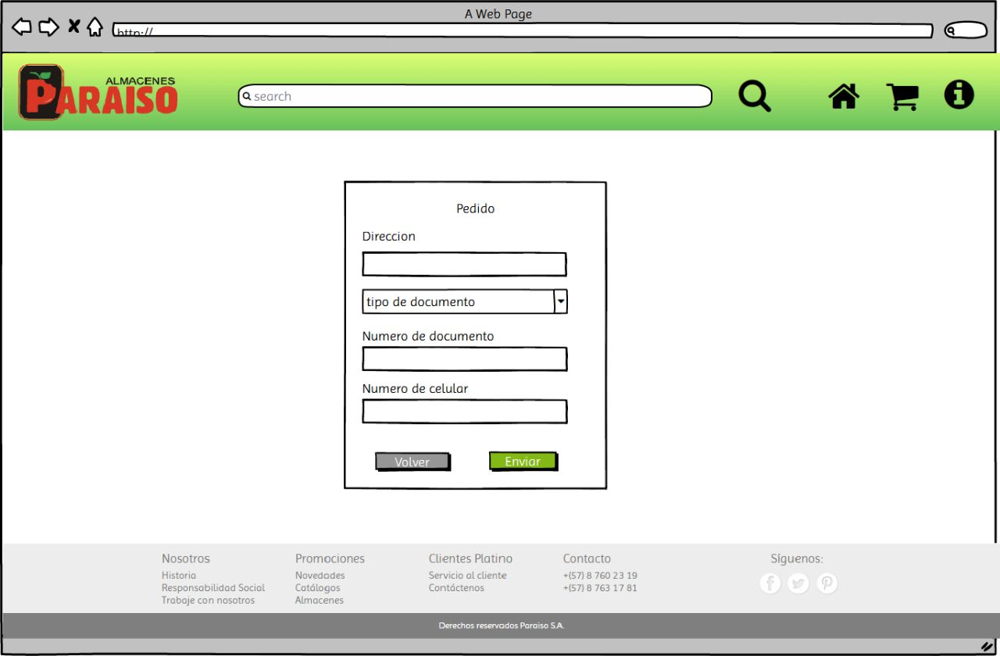 A Web Page
http://
ALMACENES
PARAISO
search
Pedido
Direccion
tipo de documento
Numero de documento
Numero de celular
Volver
Enviar
Nosotros
Historia
Responsabilidad Social
Trabaje con nosotros
Promociones
Novedades
Catálogos
Almacenes
Clientes Platino
Servicio al cliente
Contáctenos
Contacto
+(57) 8 760 23 19
+(57) 8 763 17 81
Síguenos:
Derechos reservados Paraiso S.A.